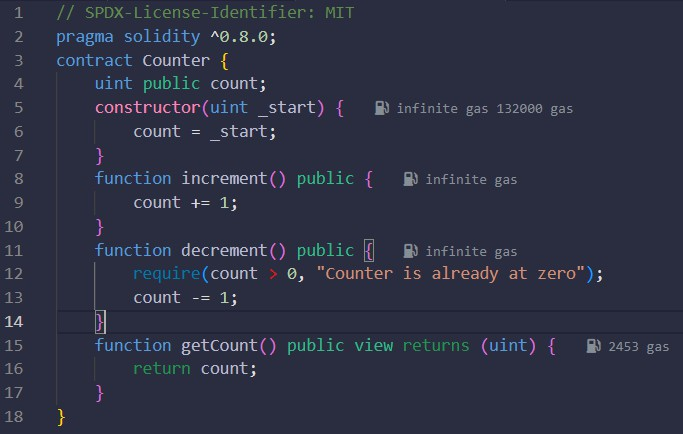 1 // SPDX-License-Identifier: MIT
2 pragma solidity ^0.8.0;
3 contract Counter {
4 uint public count;
5 constructor(uint _start) { infinite gas 132000 gas
6 count = _start;
7 }
8 function increment() public { infinite gas
9 count += 1;
10 }
11 function decrement() public { infinite gas
12 require(count > 0, "Counter is already at zero");
13 count -= 1;
14 }
15 function getCount() public view returns (uint) { 2453 gas
16 return count;
17 }
18 }